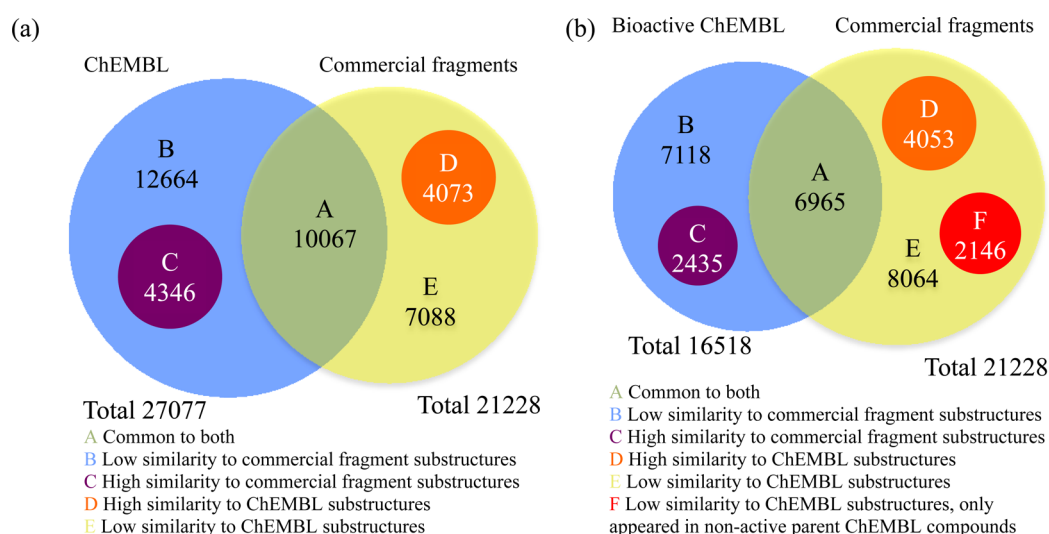 (a)
ChEMBL
Commercial fragments
B
12664
A
10067
D
4073
C
4346
E
7088
Total 27077
Total 21228
A Common to both
B Low similarity to commercial fragment substructures
C High similarity to commercial fragment substructures
D High similarity to ChEMBL substructures
E Low similarity to ChEMBL substructures
(b)
Bioactive ChEMBL
Commercial fragments
B
7118
A
6965
D
4053
C
2435
E
8064
F
2146
Total 16518
Total 21228
A Common to both
B Low similarity to commercial fragment substructures
C High similarity to commercial fragment substructures
D High similarity to ChEMBL substructures
E Low similarity to ChEMBL substructures
F Low similarity to ChEMBL substructures, only
appeared in non-active parent ChEMBL compounds